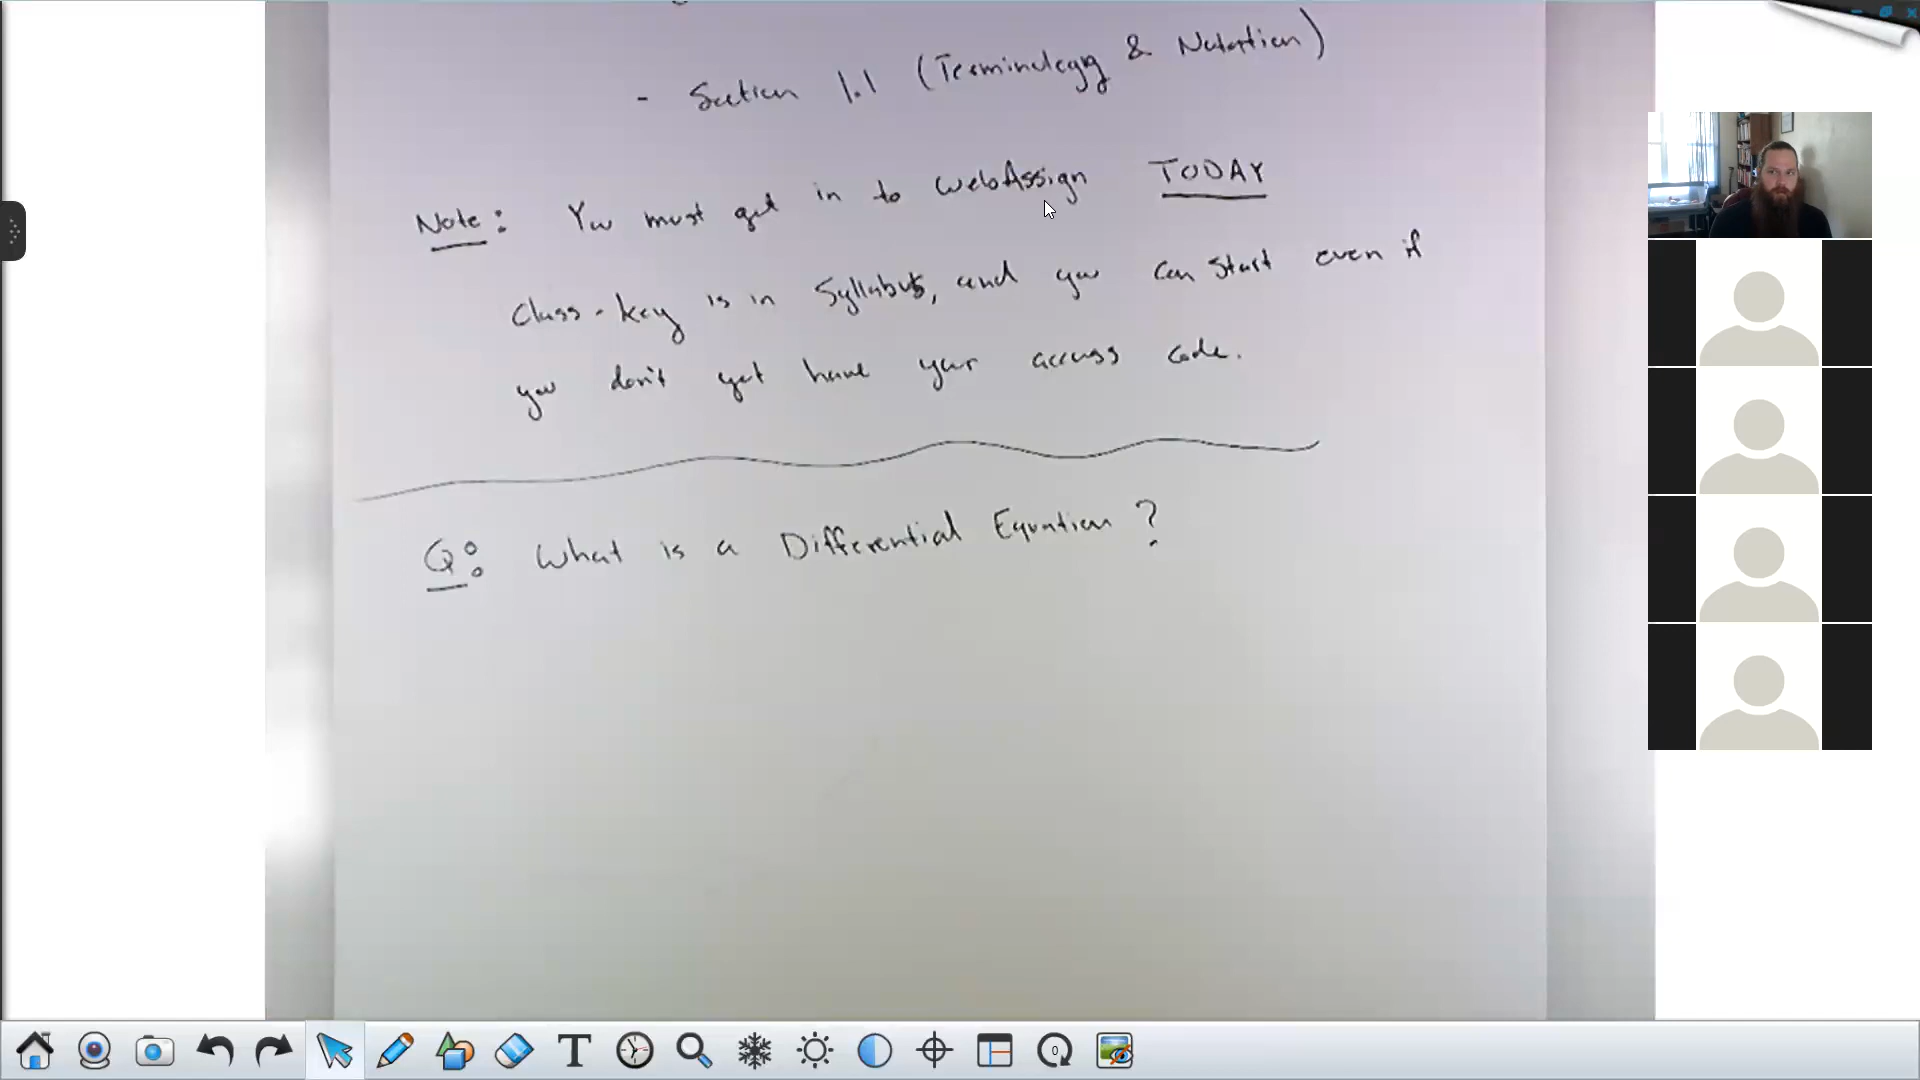 - Section 1.1 (Terminology & Notation)
Note: You must get in to WebAssign TODAY
Class-key is in Syllabus, and you can start even if
you don't yet have your access code.
Q: What is a Differential Equation?
T
0